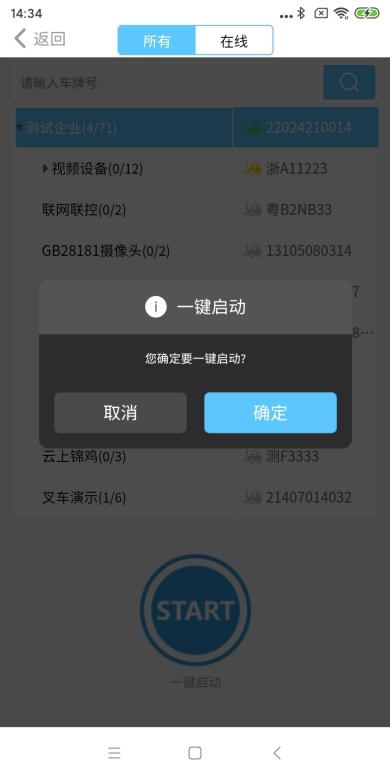 14:34
返回
所有 在线
请输入车牌号
测试企业(4/71) 22024210014
视频设备(0/12) 浙A11223
联网联控(0/2) 粤B2NB33
GB28181摄像头(0/2) 13105080314
7
一键启动
8…
您确定要一键启动?
取消 确定
云上锦鸡(0/3) 测F3333
叉车演示(1/6) 21407014032
START
一键启动